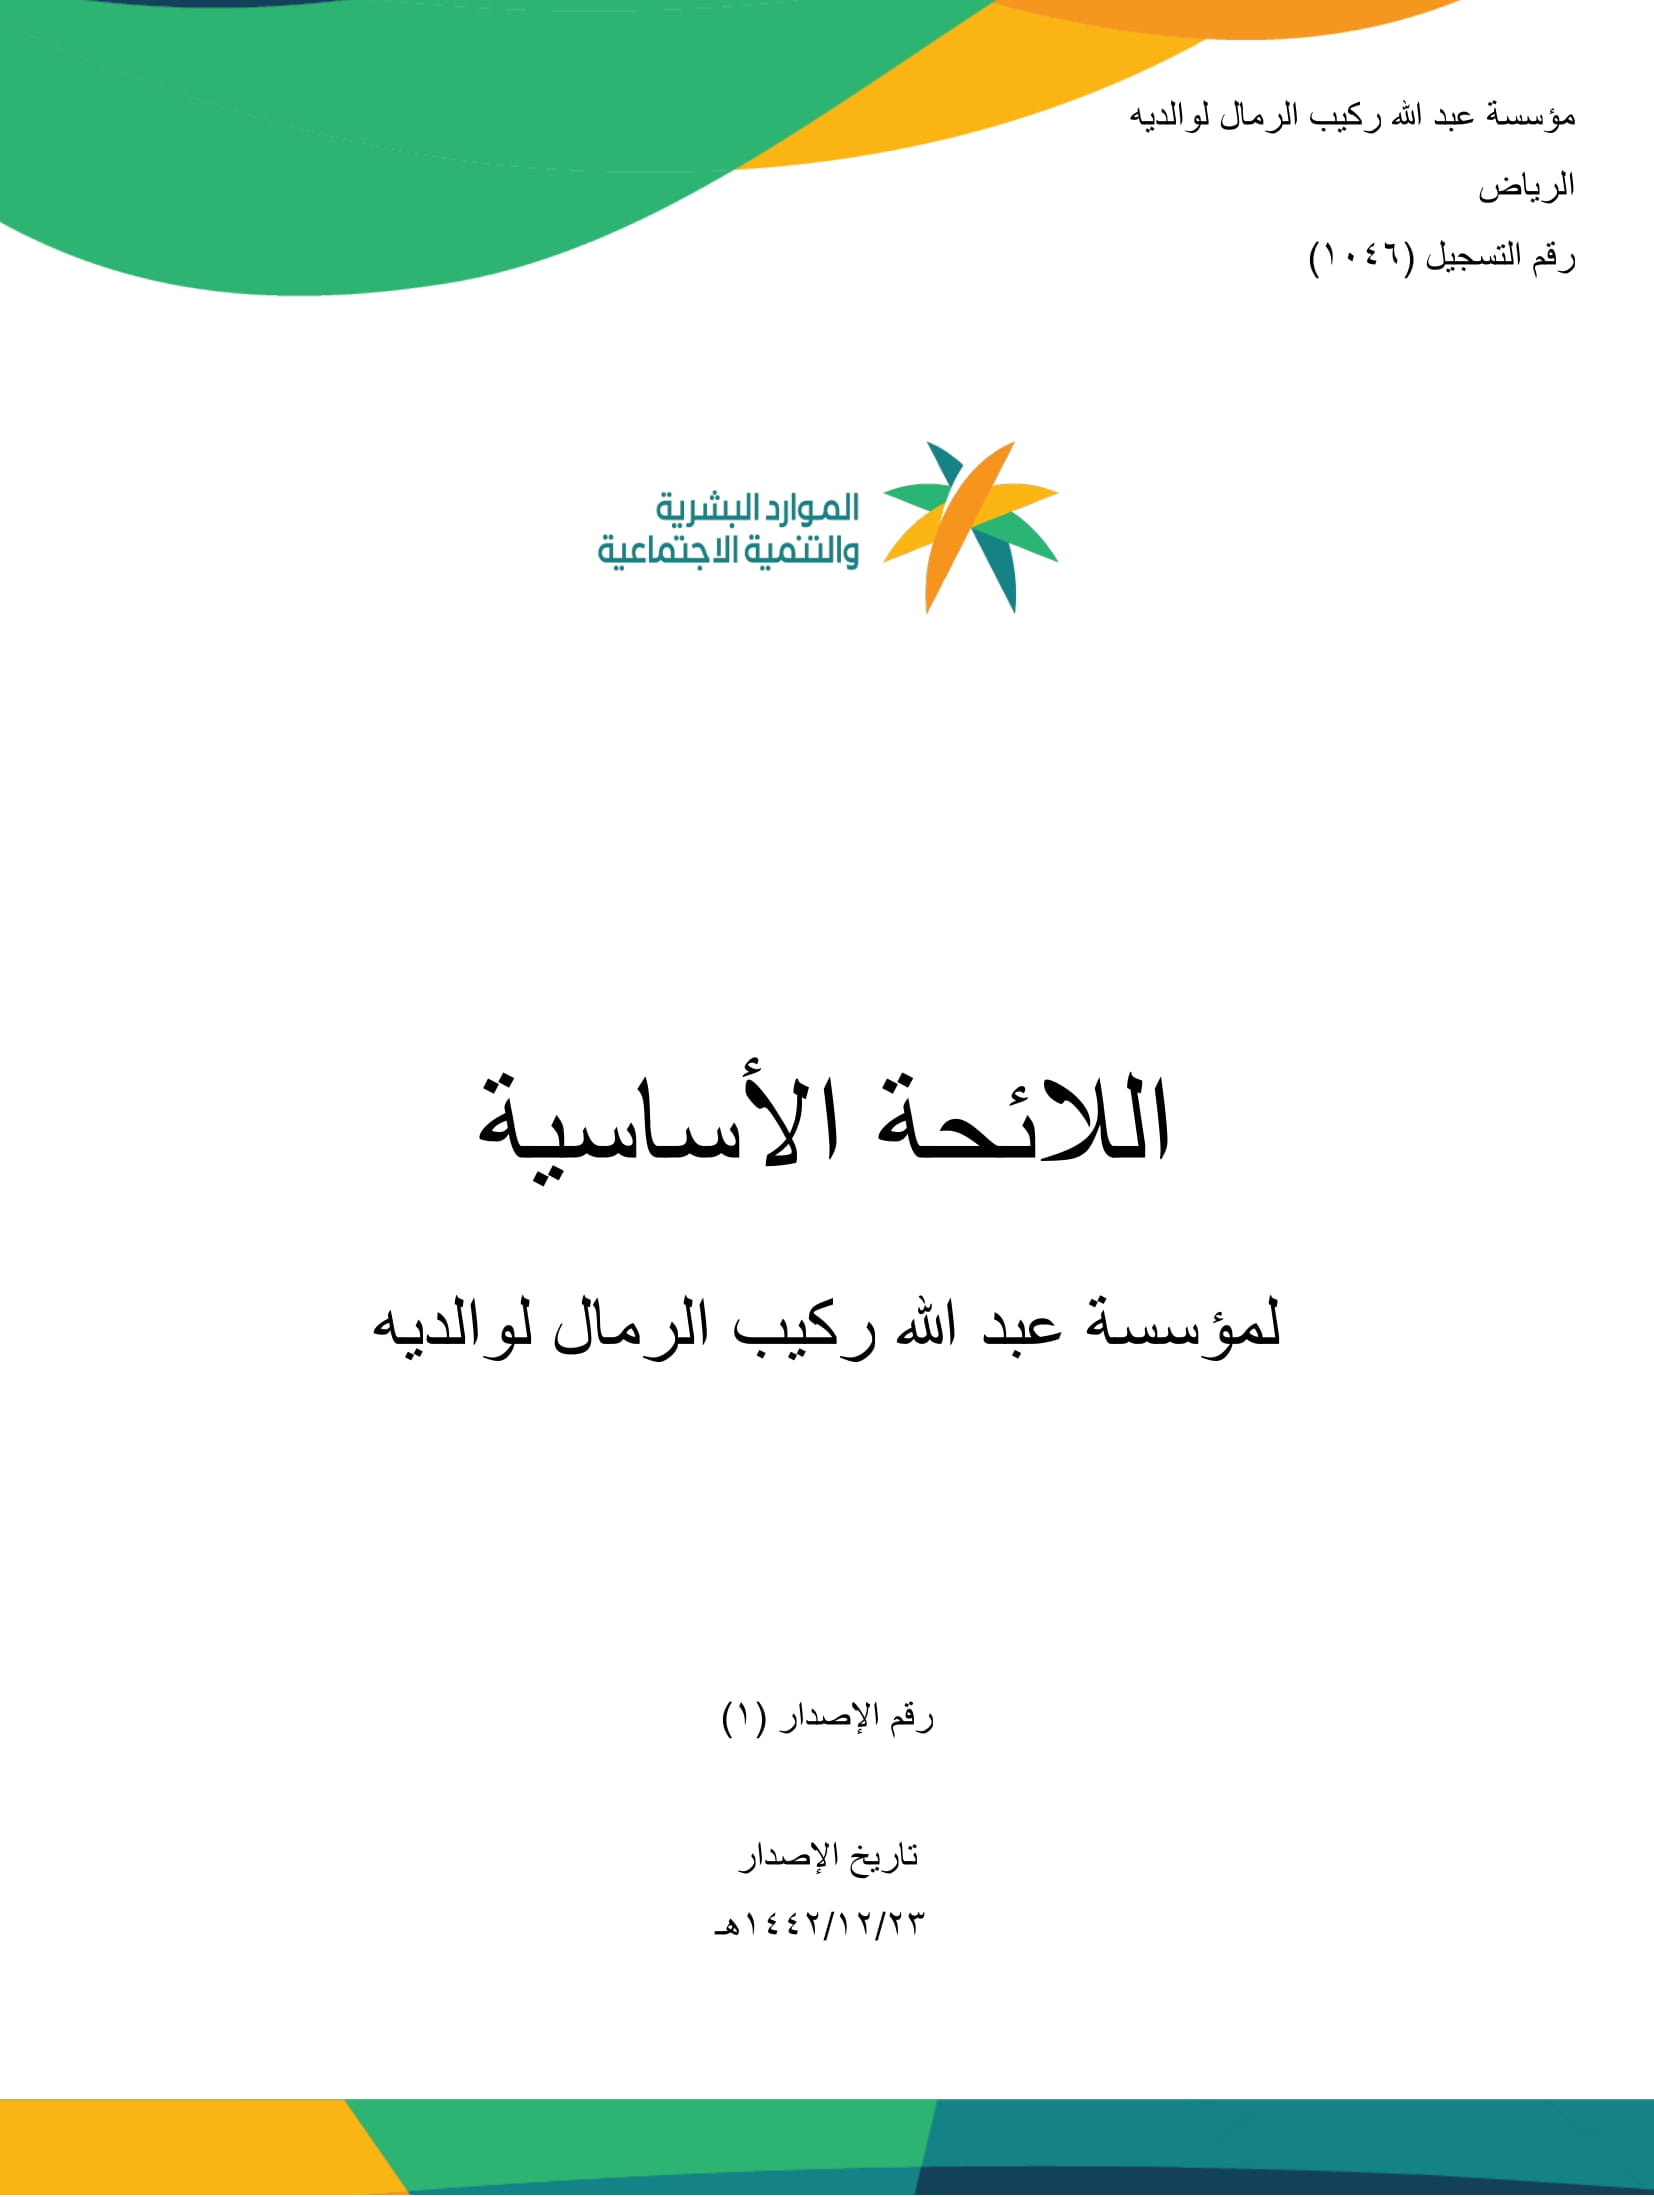 مؤسسة عبد الله ركيب الرمال لوالديه
الرياض
رقم التسجيل (١٠٤٦)
الموارد البشرية
والتنمية الاجتماعية
اللائحة الأساسية
لمؤسسة عبد الله ركيب الرمال لوالديه
رقم الإصدار (١)
تاريخ الإصدار
١٤٤٢/١٢/٢٣هـ